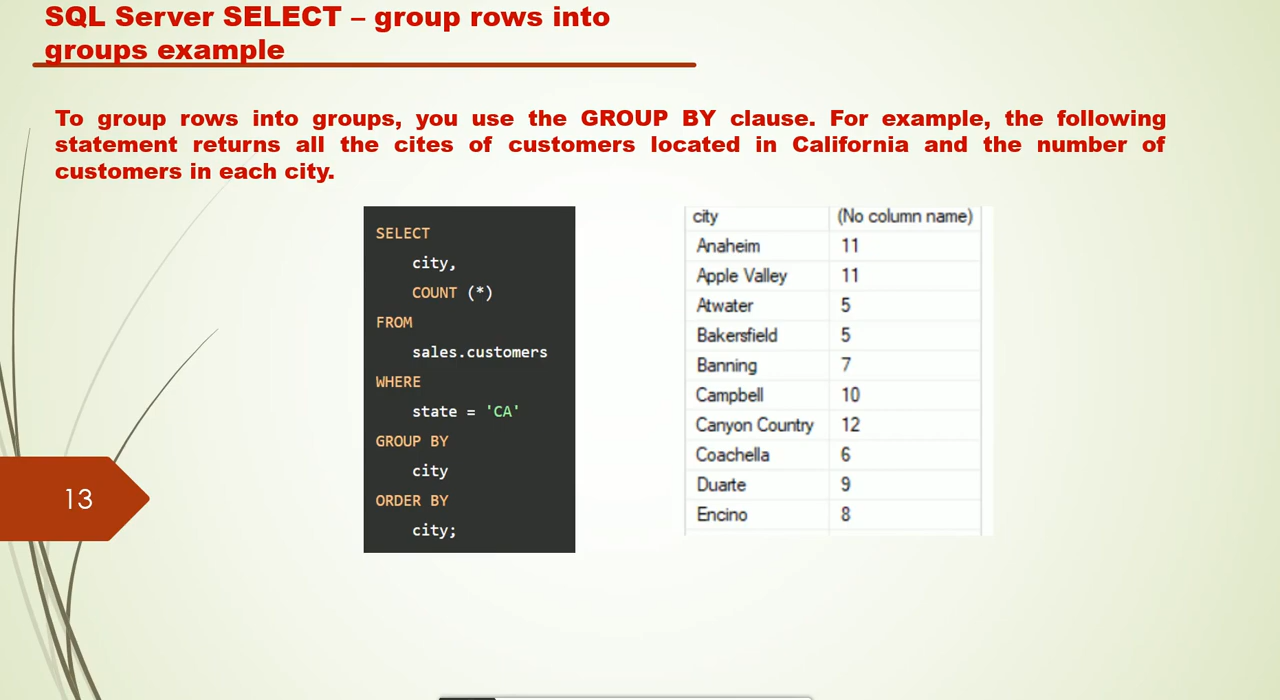 SQL Server SELECT – group rows into
groups example
To group rows into groups, you use the GROUP BY clause. For example, the following
statement returns all the cites of customers located in California and the number of
customers in each city.
SELECT
city,
COUNT (*)
FROM
sales.customers
WHERE
state = 'CA'
GROUP BY
city
ORDER BY
city;
city (No column name)
Anaheim 11
Apple Valley 11
Atwater 5
Bakersfield 5
Banning 7
Campbell 10
Canyon Country 12
Coachella 6
Duarte 9
Encino 8
13